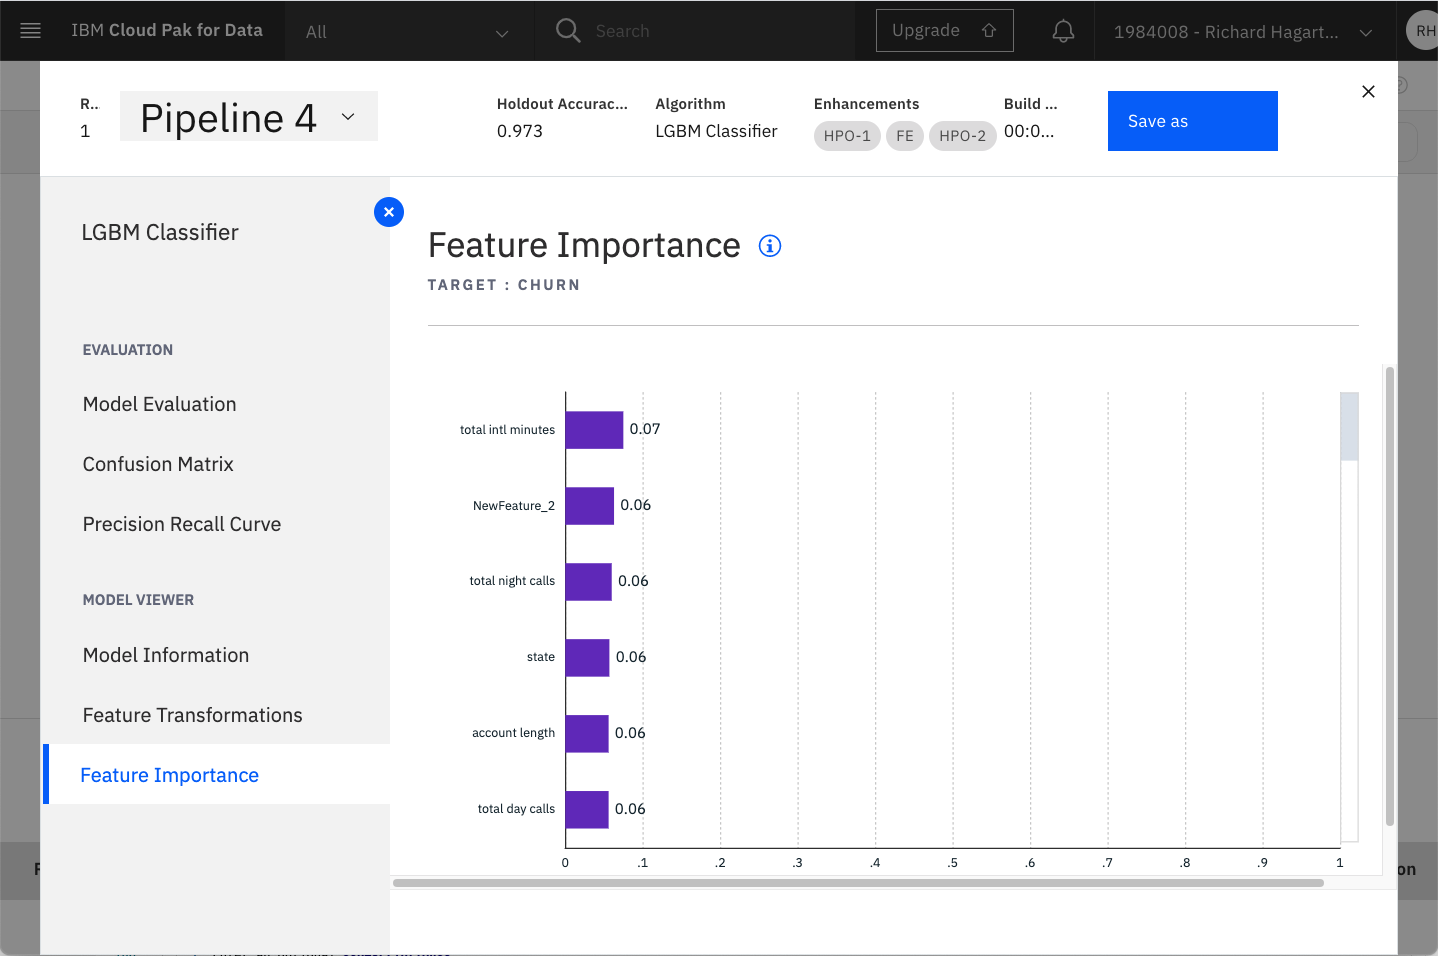 IBM Cloud Pak for Data
All
Search
Upgrade
1984008 - Richard Hagart...
RH
R..
1
Pipeline 4
Holdout Accurac...
0.973
Algorithm
LGBM Classifier
Enhancements
HPO-1 FE HPO-2
Build ...
00:0...
Save as
LGBM Classifier
EVALUATION
Model Evaluation
Confusion Matrix
Precision Recall Curve
MODEL VIEWER
Model Information
Feature Transformations
Feature Importance
Feature Importance
TARGET : CHURN
total intl minutes 0.07
NewFeature_2 0.06
total night calls 0.06
state 0.06
account length 0.06
total day calls 0.06
0 .1 .2 .3 .4 .5 .6 .7 .8 .9 1
on